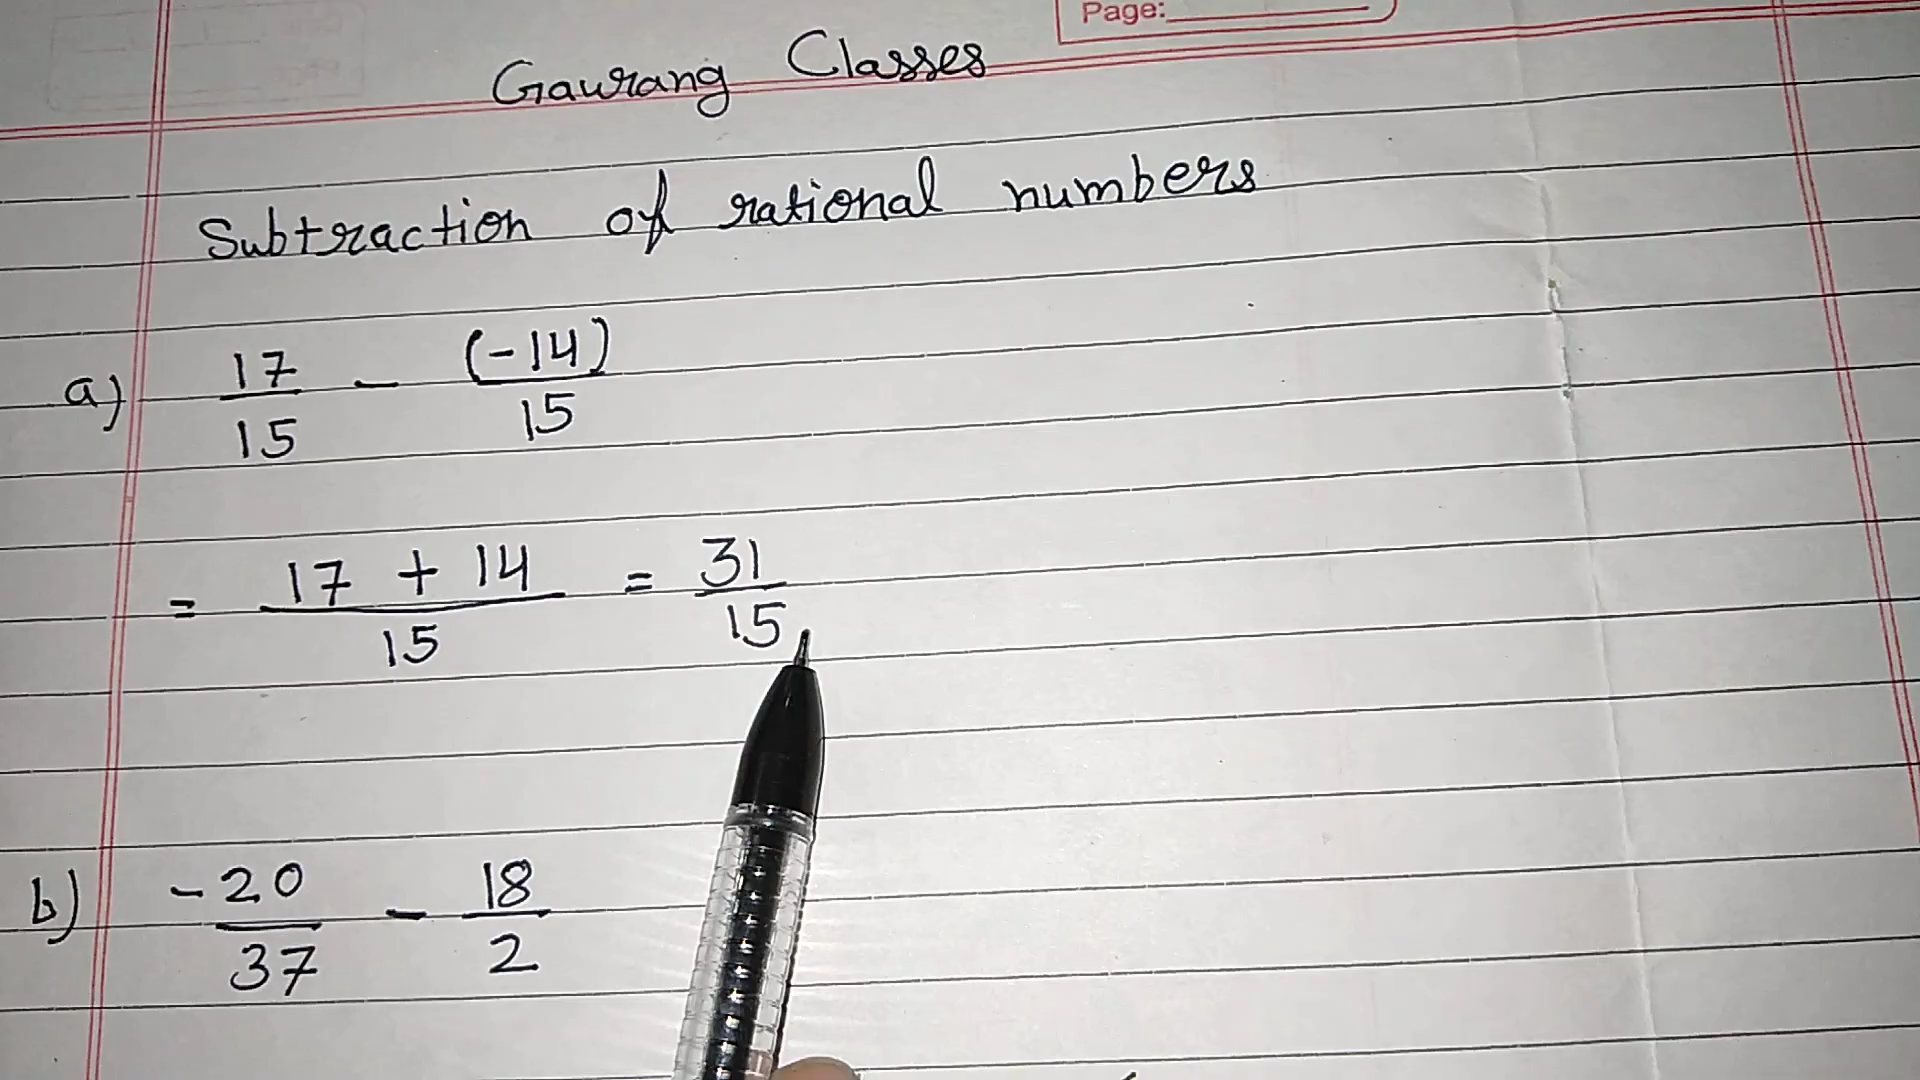 Page:
Gaurang Classes
Subtraction of rational numbers
a) 17/15 - (-14)/15
= 17 + 14/15 = 31/15
b) -20/37 - 18/2